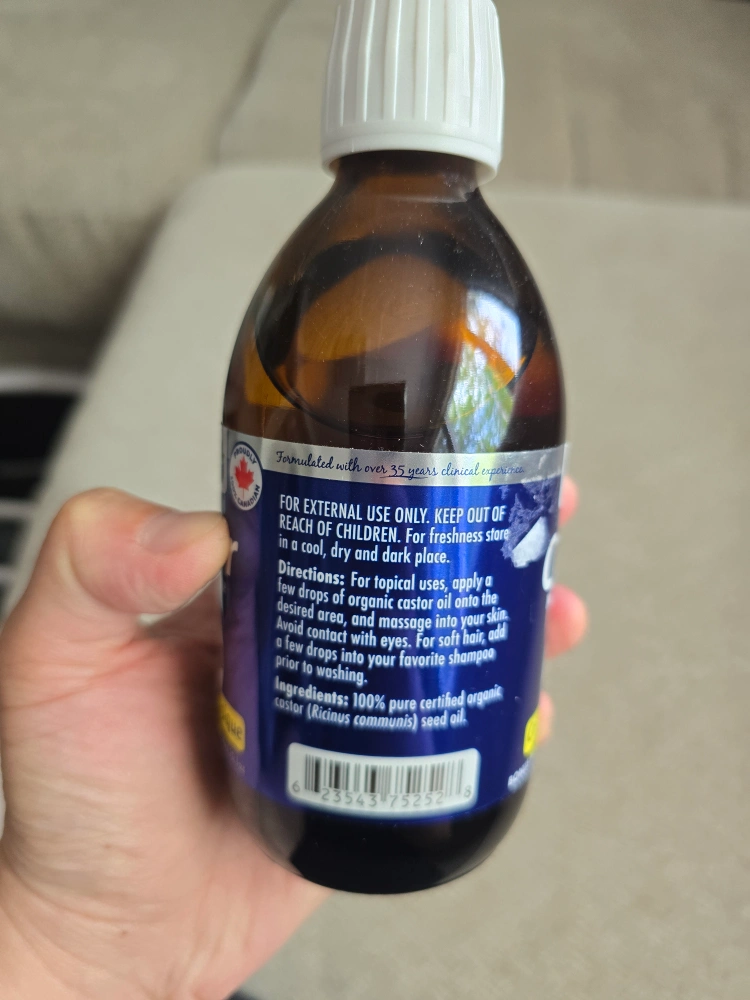 Formulated with over 35 years clinical experience.
PROUDLY
100% CANADIAN
FOR EXTERNAL USE ONLY. KEEP OUT OF
REACH OF CHILDREN. For freshness store
in a cool, dry and dark place.
Directions: For topical uses, apply a
few drops of organic castor oil onto the
desired area, and massage into your skin.
Avoid contact with eyes. For soft hair, add
a few drops into your favorite shampoo
prior to washing.
Ingredients: 100% pure certified organic
castor (Ricinus communis) seed oil.
6 23543 75252 8